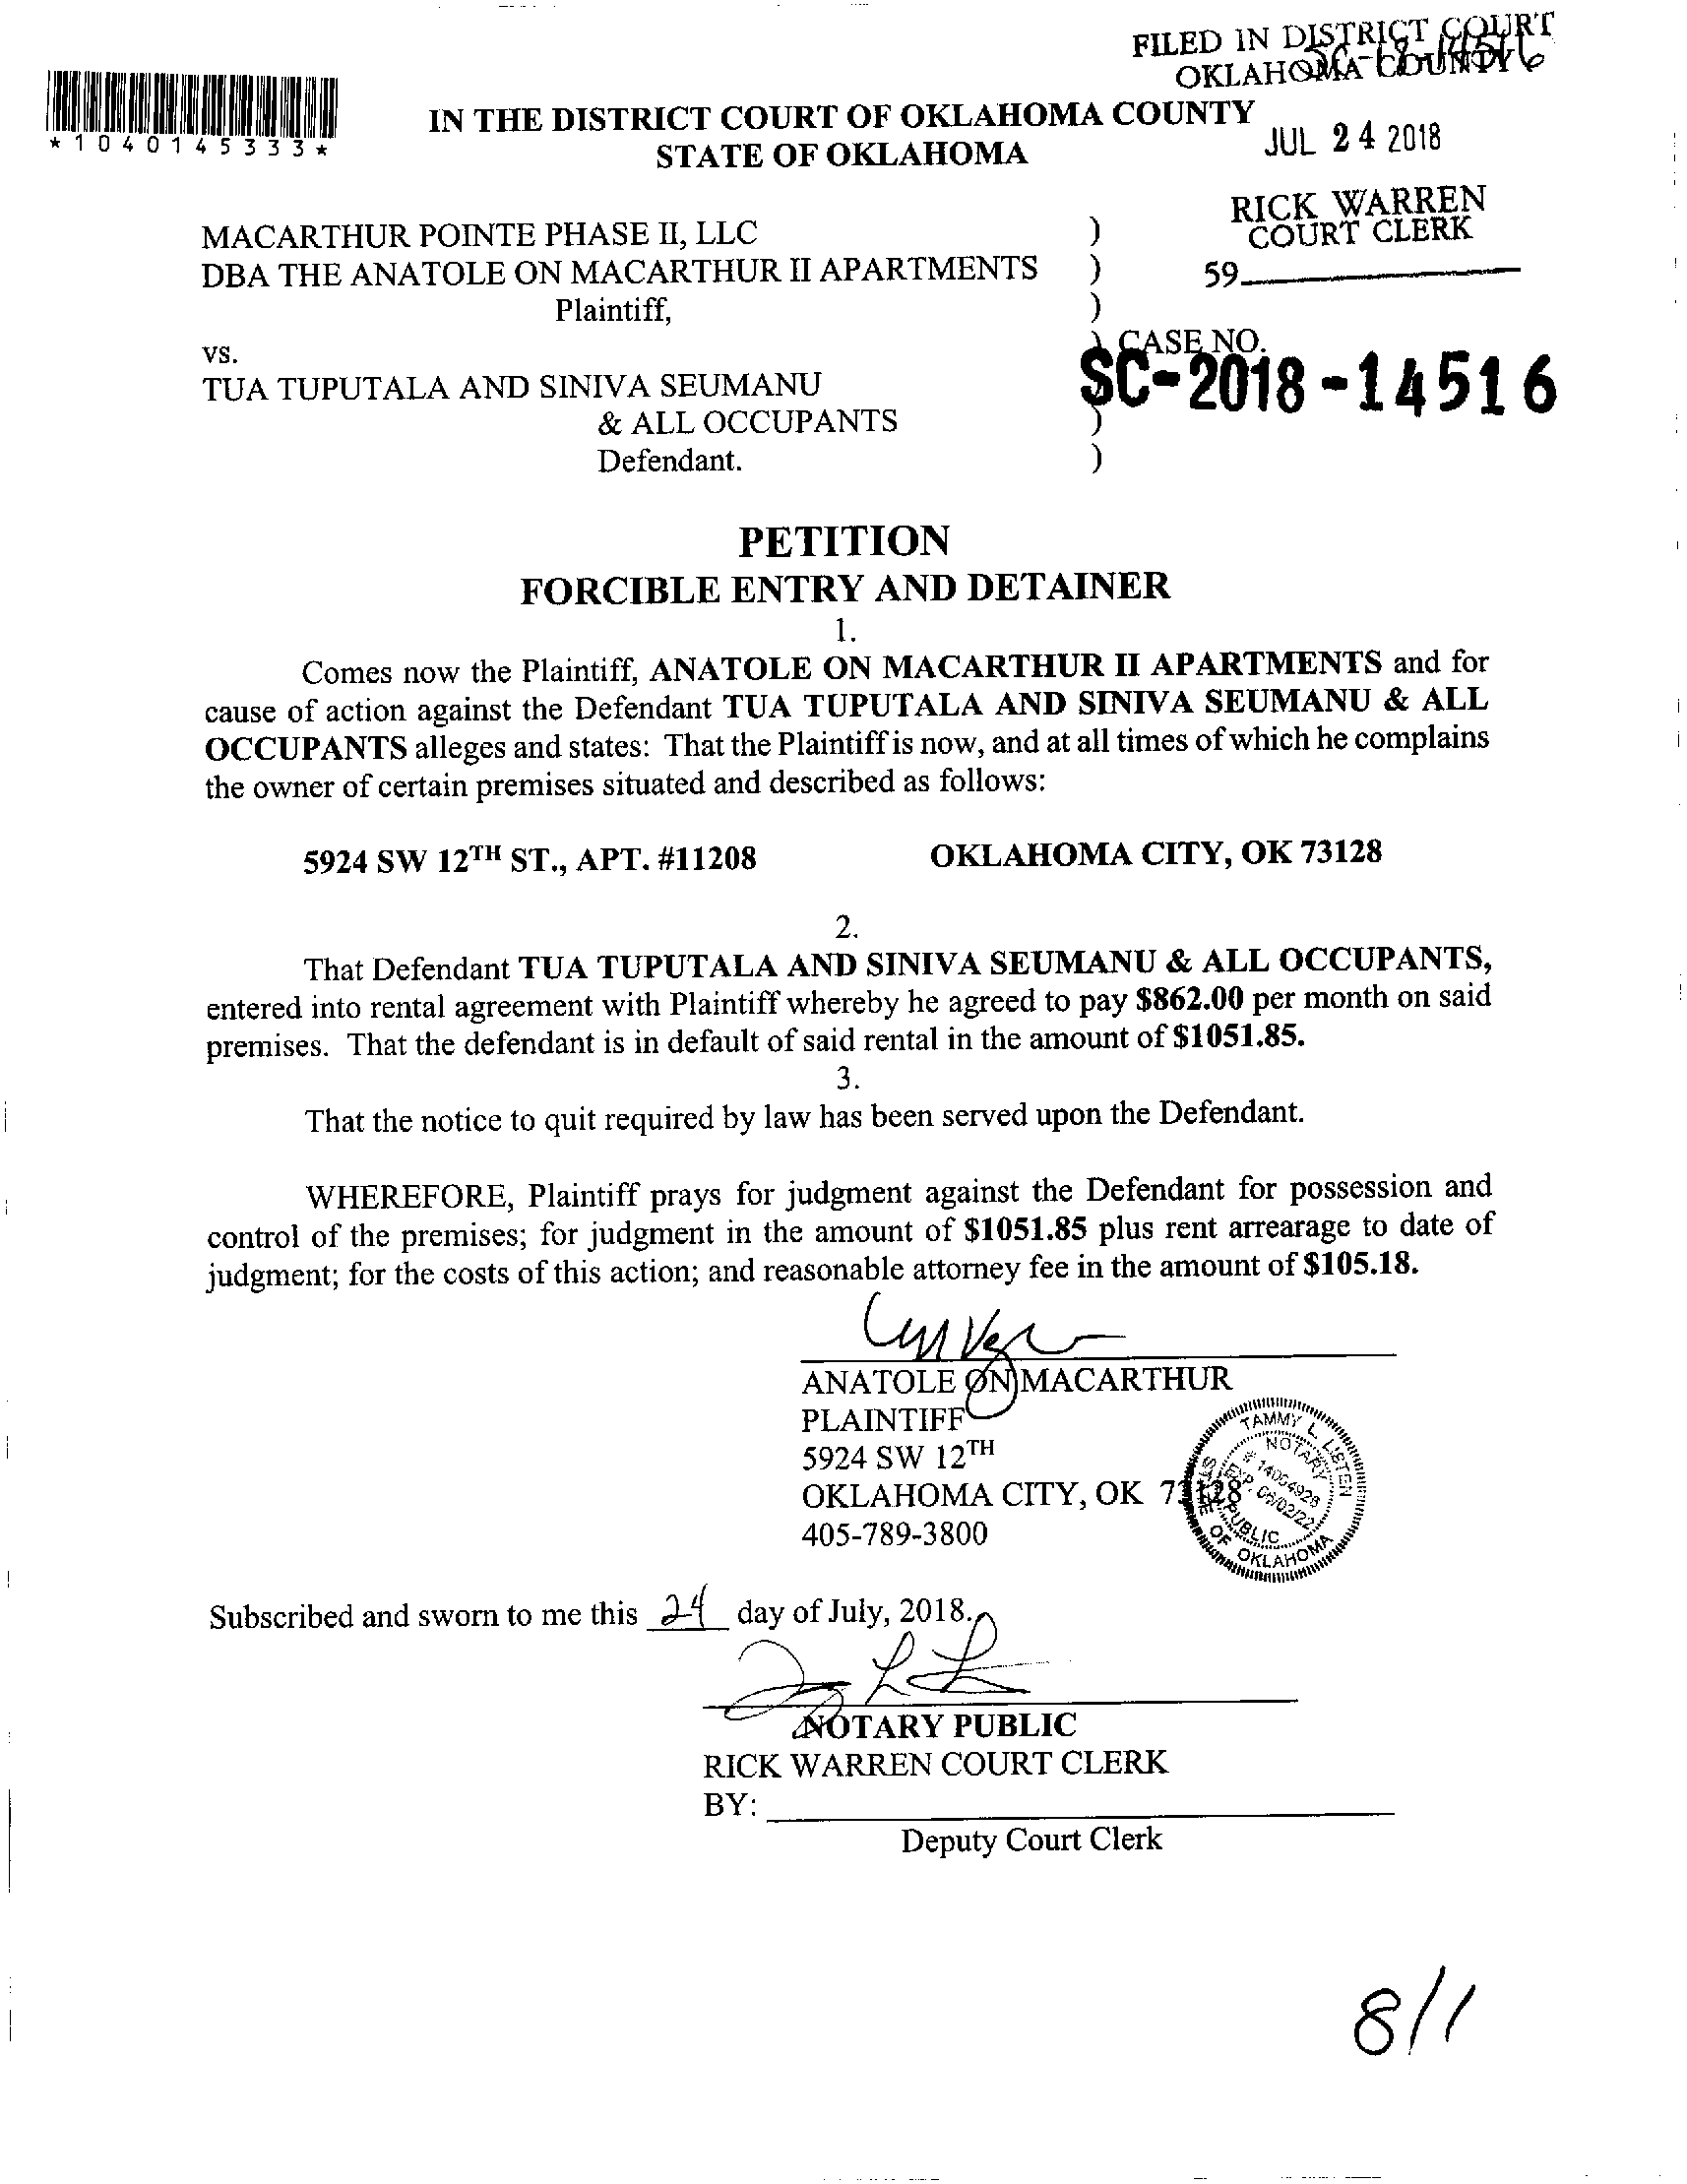 FILED IN DISTRICT COURT
OKLAHOMA COUNTY
SC-18-14516
*1040145333*
IN THE DISTRICT COURT OF OKLAHOMA COUNTY
STATE OF OKLAHOMA
JUL 24 2018
RICK WARREN
COURT CLERK
59
MACARTHUR POINTE PHASE II, LLC )
DBA THE ANATOLE ON MACARTHUR II APARTMENTS )
Plaintiff, )
vs. ) CASE NO.
SC-2018-14516
TUA TUPUTALA AND SINIVA SEUMANU )
& ALL OCCUPANTS )
Defendant. )
PETITION
FORCIBLE ENTRY AND DETAINER
1.
Comes now the Plaintiff, ANATOLE ON MACARTHUR II APARTMENTS and for
cause of action against the Defendant TUA TUPUTALA AND SINIVA SEUMANU & ALL
OCCUPANTS alleges and states: That the Plaintiff is now, and at all times of which he complains
the owner of certain premises situated and described as follows:
5924 SW 12TH ST., APT. #11208 OKLAHOMA CITY, OK 73128
2.
That Defendant TUA TUPUTALA AND SINIVA SEUMANU & ALL OCCUPANTS,
entered into rental agreement with Plaintiff whereby he agreed to pay $862.00 per month on said
premises. That the defendant is in default of said rental in the amount of $1051.85.
3.
That the notice to quit required by law has been served upon the Defendant.
WHEREFORE, Plaintiff prays for judgment against the Defendant for possession and
control of the premises; for judgment in the amount of $1051.85 plus rent arrearage to date of
judgment; for the costs of this action; and reasonable attorney fee in the amount of $105.18.
ANATOLE ON MACARTHUR
PLAINTIFF
5924 SW 12TH
OKLAHOMA CITY, OK 73128
405-789-3800
TAMMY L. LISTEN
NOTARY
# 14004928
EXP. 06/02/22
PUBLIC
STATE OF OKLAHOMA
Subscribed and sworn to me this 24 day of July, 2018.
NOTARY PUBLIC
RICK WARREN COURT CLERK
BY:
Deputy Court Clerk
8/1